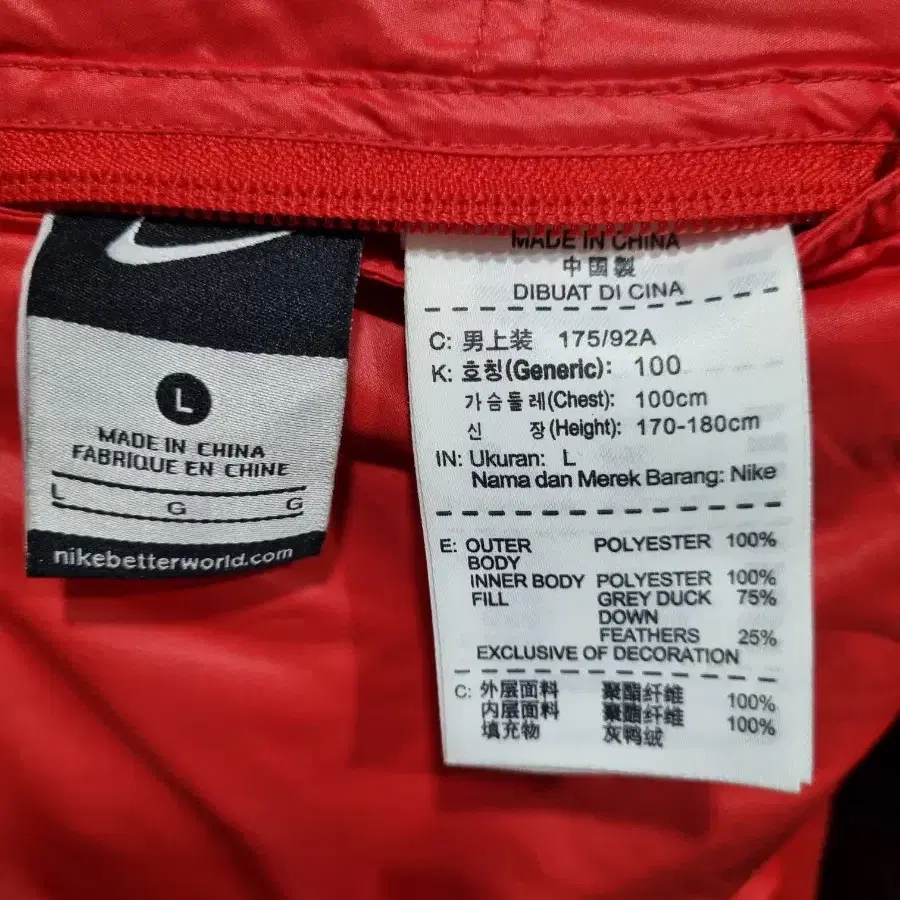 L
MADE IN CHINA
FABRIQUE EN CHINE
L G G
nikebetterworld.com
MADE IN CHINA
中国製
DIBUAT DI CINA
C: 男上装 175/92A
K: 호칭(Generic): 100
가슴둘레(Chest): 100cm
신 장(Height): 170-180cm
IN: Ukuran: L
Nama dan Merek Barang: Nike
E: OUTER BODY POLYESTER 100%
INNER BODY POLYESTER 100%
FILL GREY DUCK DOWN 75%
FEATHERS 25%
EXCLUSIVE OF DECORATION
C: 外层面料 聚酯纤维 100%
内层面料 聚酯纤维 100%
填充物 灰鸭绒